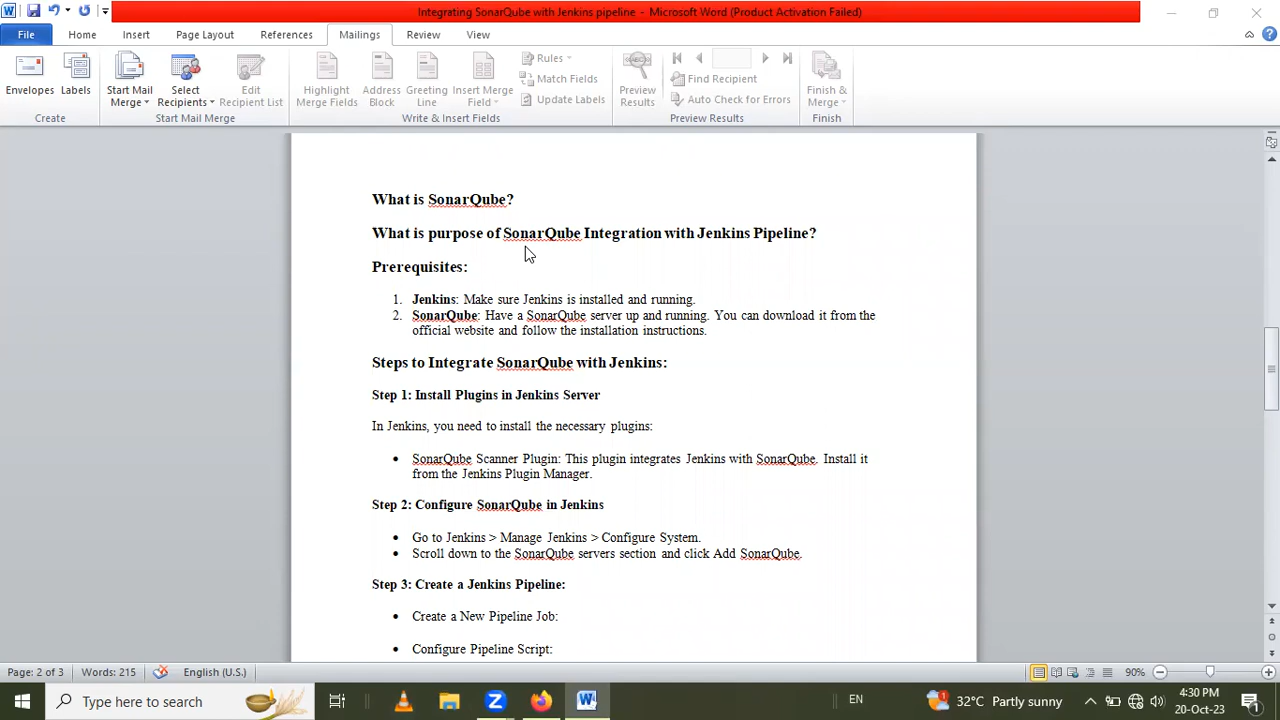 Integrating SonarQube with Jenkins pipeline - Microsoft Word (Product Activation Failed)
File Home Insert Page Layout References Mailings Review View
Envelopes
Labels
Create
Start Mail Merge
Select Recipients
Edit Recipient List
Start Mail Merge
Highlight Merge Fields
Address Block
Greeting Line
Insert Merge Field
Rules
Match Fields
Update Labels
Write & Insert Fields
Preview Results
Find Recipient
Auto Check for Errors
Preview Results
Finish & Merge
Finish
What is SonarQube?
What is purpose of SonarQube Integration with Jenkins Pipeline?
Prerequisites:
1. Jenkins: Make sure Jenkins is installed and running.
2. SonarQube: Have a SonarQube server up and running. You can download it from the
official website and follow the installation instructions.
Steps to Integrate SonarQube with Jenkins:
Step 1: Install Plugins in Jenkins Server
In Jenkins, you need to install the necessary plugins:
• SonarQube Scanner Plugin: This plugin integrates Jenkins with SonarQube. Install it
from the Jenkins Plugin Manager.
Step 2: Configure SonarQube in Jenkins
• Go to Jenkins > Manage Jenkins > Configure System.
• Scroll down to the SonarQube servers section and click Add SonarQube.
Step 3: Create a Jenkins Pipeline:
• Create a New Pipeline Job:
• Configure Pipeline Script:
Page: 2 of 3 Words: 215 English (U.S.) 90%
Type here to search EN 32°C Partly sunny 4:30 PM
20-Oct-23